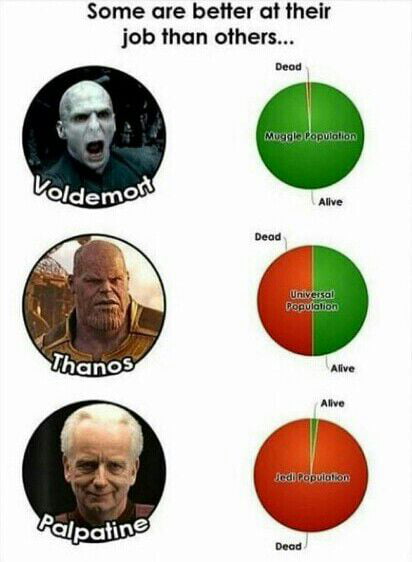 Some are better at their
job than others...
Dead
Muggle Population
Alive
Voldemort
Dead
Universal
Population
Alive
Thanos
Alive
Jedi Population
Dead
Palpatine